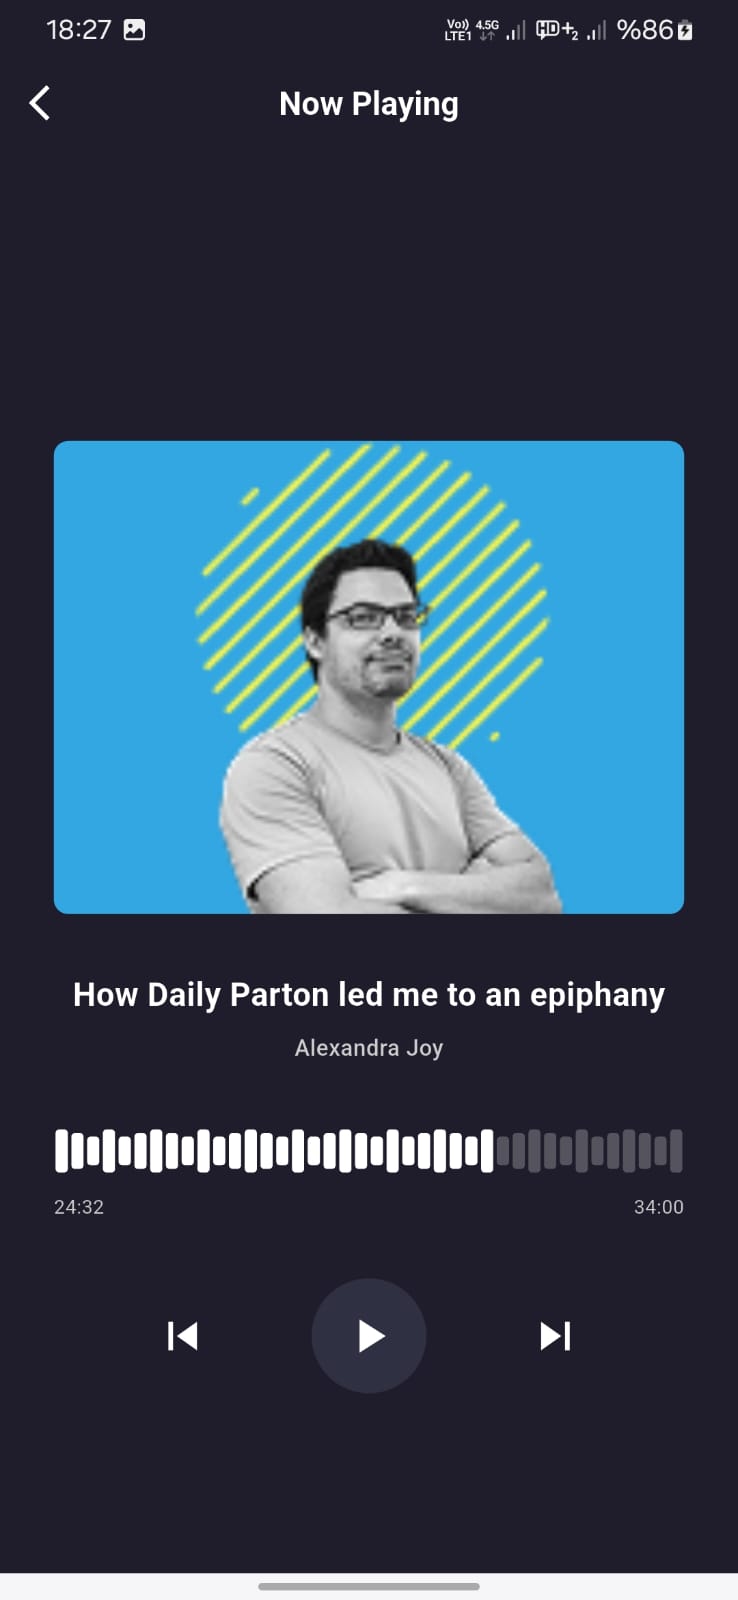 18:27
Vo)) 4.5G
LTE1
HD+2
%86
Now Playing
How Daily Parton led me to an epiphany
Alexandra Joy
24:32
34:00